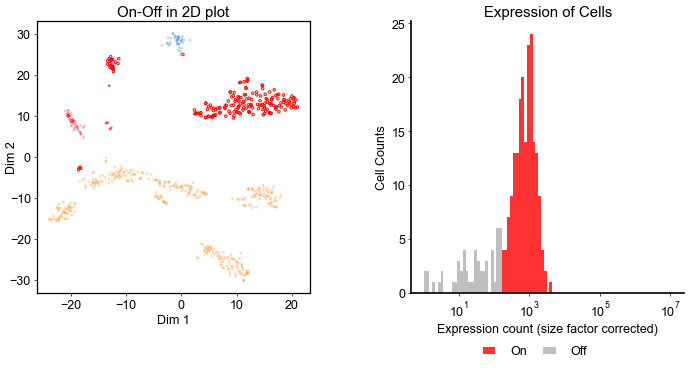 On-Off in 2D plot
30
20
10
0
−10
−20
−30
Dim 2
−20 −10 0 10 20
Dim 1
Expression of Cells
25
20
15
10
5
0
Cell Counts
10^1 10^3 10^5 10^7
Expression count (size factor corrected)
On Off